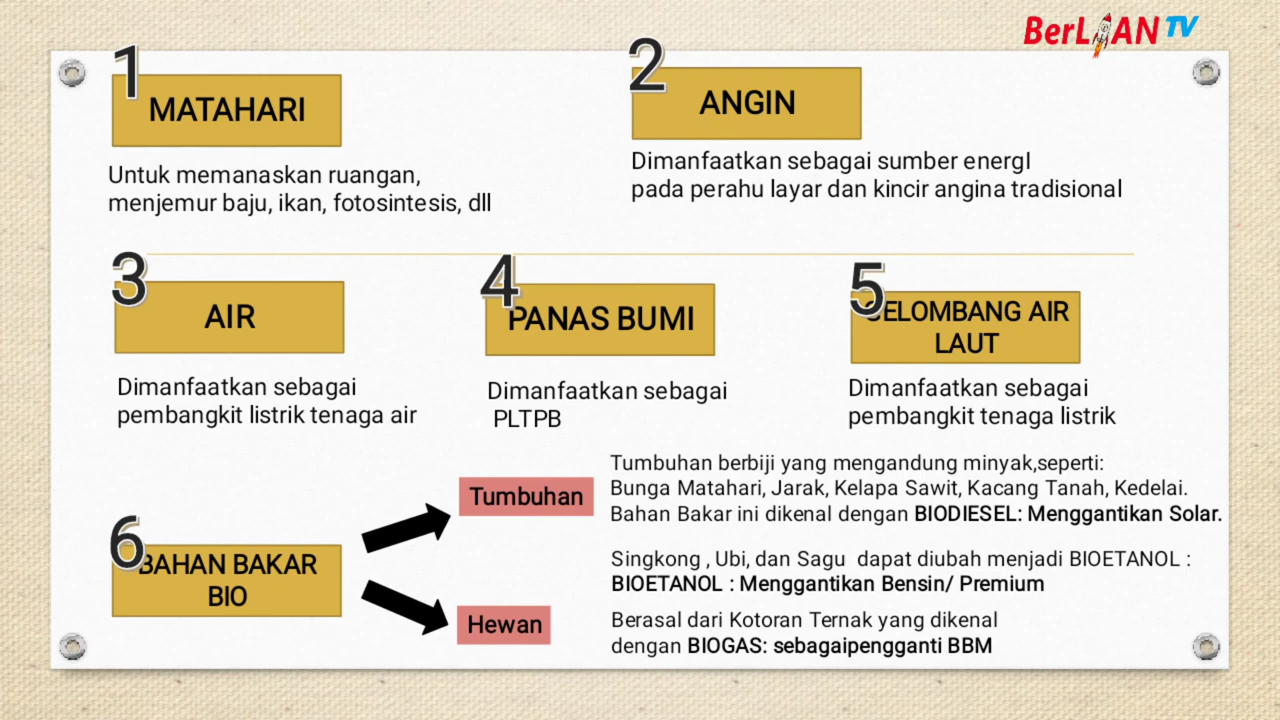 BerLIAN TV
1
MATAHARI
Untuk memanaskan ruangan,
menjemur baju, ikan, fotosintesis, dll
2
ANGIN
Dimanfaatkan sebagai sumber energI
pada perahu layar dan kincir angina tradisional
3
AIR
Dimanfaatkan sebagai
pembangkit listrik tenaga air
4
PANAS BUMI
Dimanfaatkan sebagai
PLTPB
5
GELOMBANG AIR
LAUT
Dimanfaatkan sebagai
pembangkit tenaga listrik
6
BAHAN BAKAR
BIO
Tumbuhan
Tumbuhan berbiji yang mengandung minyak,seperti:
Bunga Matahari, Jarak, Kelapa Sawit, Kacang Tanah, Kedelai.
Bahan Bakar ini dikenal dengan BIODIESEL: Menggantikan Solar.
Singkong , Ubi, dan Sagu dapat diubah menjadi BIOETANOL :
BIOETANOL : Menggantikan Bensin/ Premium
Hewan
Berasal dari Kotoran Ternak yang dikenal
dengan BIOGAS: sebagaipengganti BBM